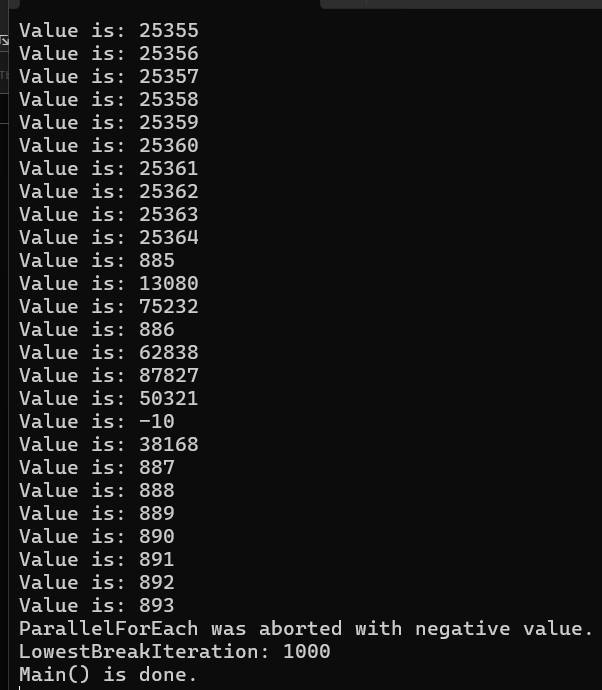 Value is: 25355
Value is: 25356
Value is: 25357
Value is: 25358
Value is: 25359
Value is: 25360
Value is: 25361
Value is: 25362
Value is: 25363
Value is: 25364
Value is: 885
Value is: 13080
Value is: 75232
Value is: 886
Value is: 62838
Value is: 87827
Value is: 50321
Value is: -10
Value is: 38168
Value is: 887
Value is: 888
Value is: 889
Value is: 890
Value is: 891
Value is: 892
Value is: 893
ParallelForEach was aborted with negative value.
LowestBreakIteration: 1000
Main() is done.